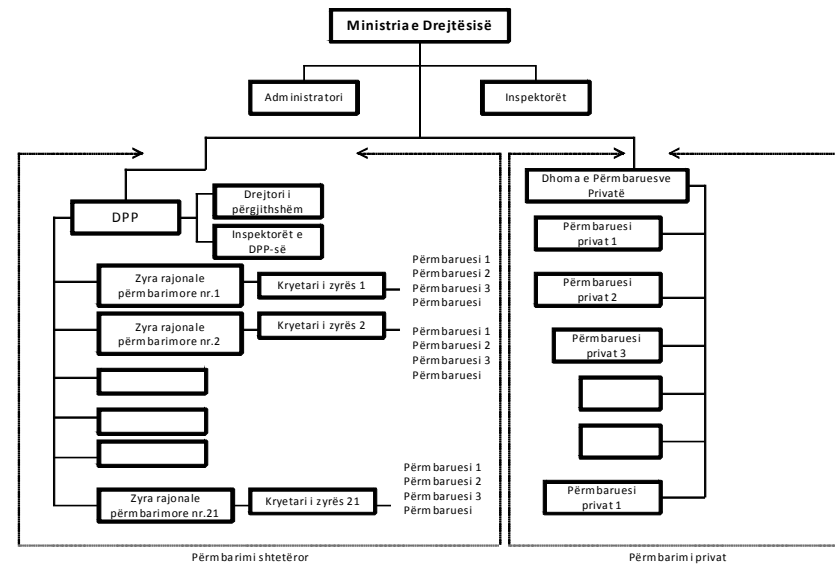 Ministria e Drejtësisë
Administratori
Inspektorët
DPP
Drejtori i
përgjithshëm
Inspektorët e
DPP-së
Zyra rajonale
përmbarimore nr.1
Kryetari i zyrës 1
Përmbaruesi 1
Përmbaruesi 2
Përmbaruesi 3
Përmbaruesi
Zyra rajonale
përmbarimore nr.2
Kryetari i zyrës 2
Përmbaruesi 1
Përmbaruesi 2
Përmbaruesi 3
Përmbaruesi
Zyra rajonale
përmbarimore nr.21
Kryetari i zyrës 21
Përmbaruesi 1
Përmbaruesi 2
Përmbaruesi 3
Përmbaruesi
Përmbarimi shtetëror
Dhoma e Përmbaruesve
Privatë
Përmbaruesi
privat 1
Përmbaruesi
privat 2
Përmbaruesi
privat 3
Përmbaruesi
privat 1
Përmbarimi privat